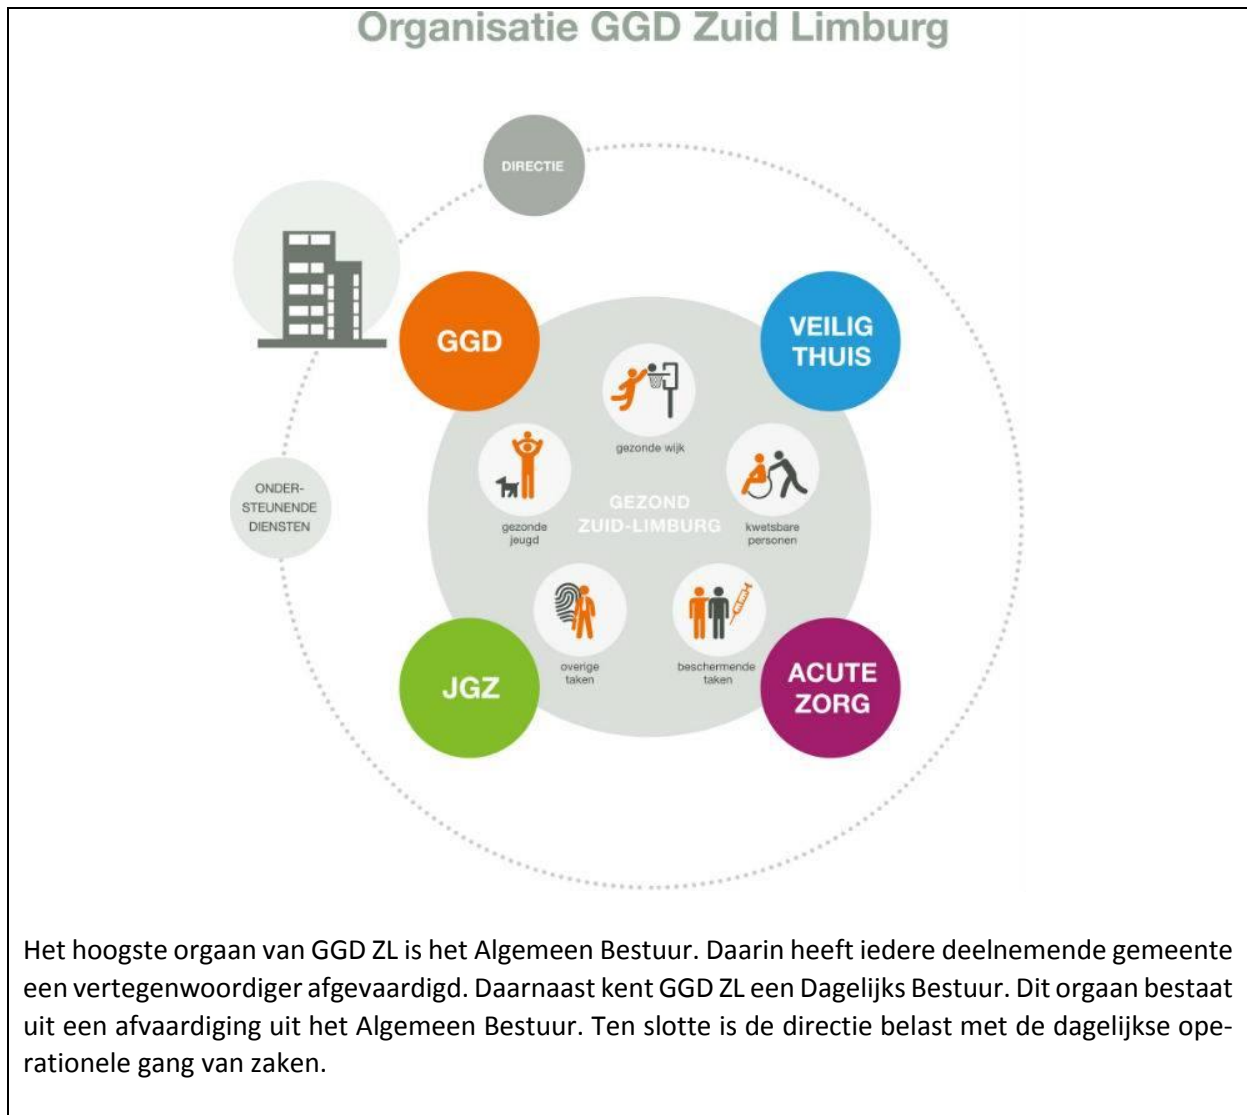 Organisatie GGD Zuid Limburg
DIRECTIE
GGD
VEILIG
THUIS
gezonde wijk
ONDER-
STEUNENDE
DIENSTEN
GEZOND
ZUID-LIMBURG
gezonde
jeugd
kwetsbare
personen
overige
taken
beschermende
taken
JGZ
ACUTE
ZORG
Het hoogste orgaan van GGD ZL is het Algemeen Bestuur. Daarin heeft iedere deelnemende gemeente
een vertegenwoordiger afgevaardigd. Daarnaast kent GGD ZL een Dagelijks Bestuur. Dit orgaan bestaat
uit een afvaardiging uit het Algemeen Bestuur. Ten slotte is de directie belast met de dagelijkse ope-
rationele gang van zaken.